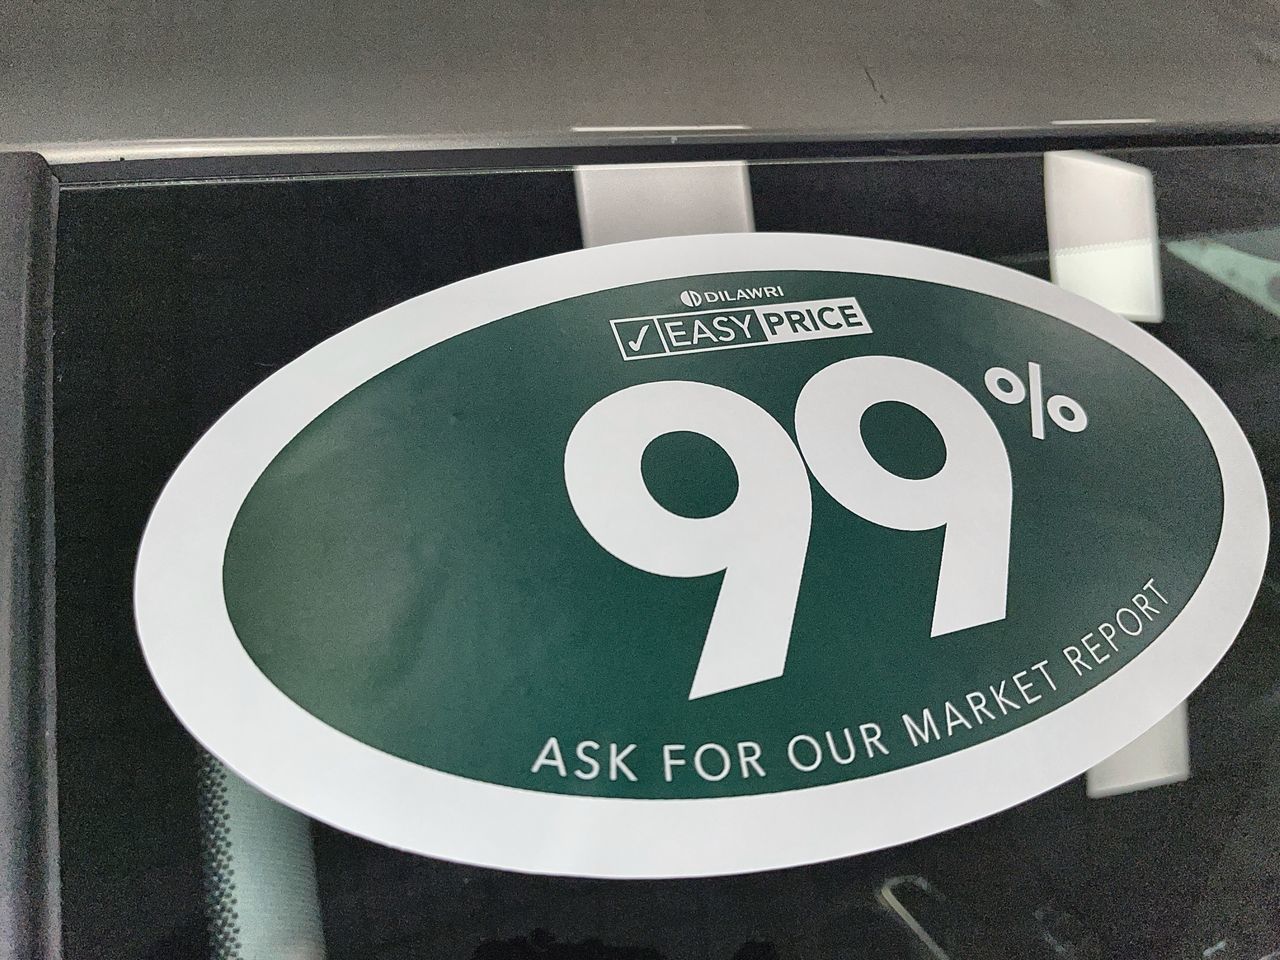 DILAWRI
✓ EASY PRICE
99%
ASK FOR OUR MARKET REPORT